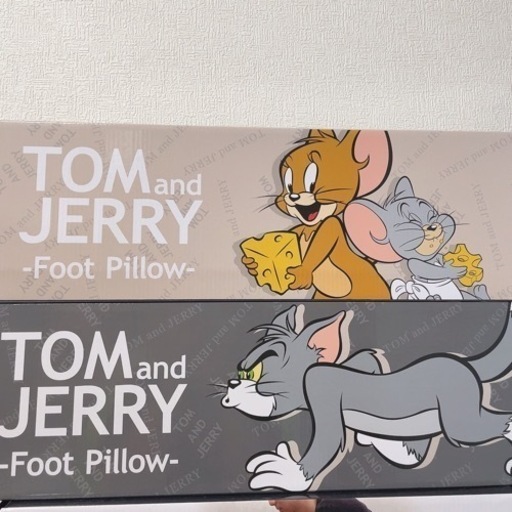 TOM and
JERRY
-Foot Pillow-
TOM and
JERRY
-Foot Pillow-